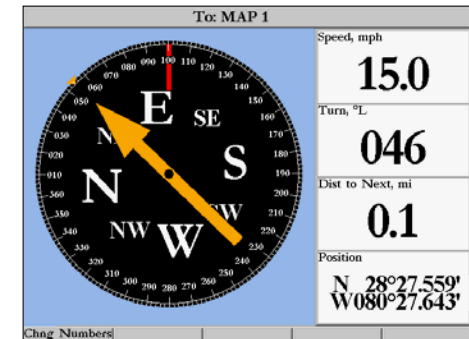 To: MAP 1
Speed, mph
15.0
Turn, °L
046
Dist to Next, mi
0.1
Position
N 28°27.559'
W080°27.643'
090 100 110
080 120
070 130
060 140
050 150
040 160
030 170
020 180
010 190
360 200
350 210
340 220
330 230
320 240
310 250
300 290 280 270 260
E
SE
S
SW
W
NW
N
Chng Numbers